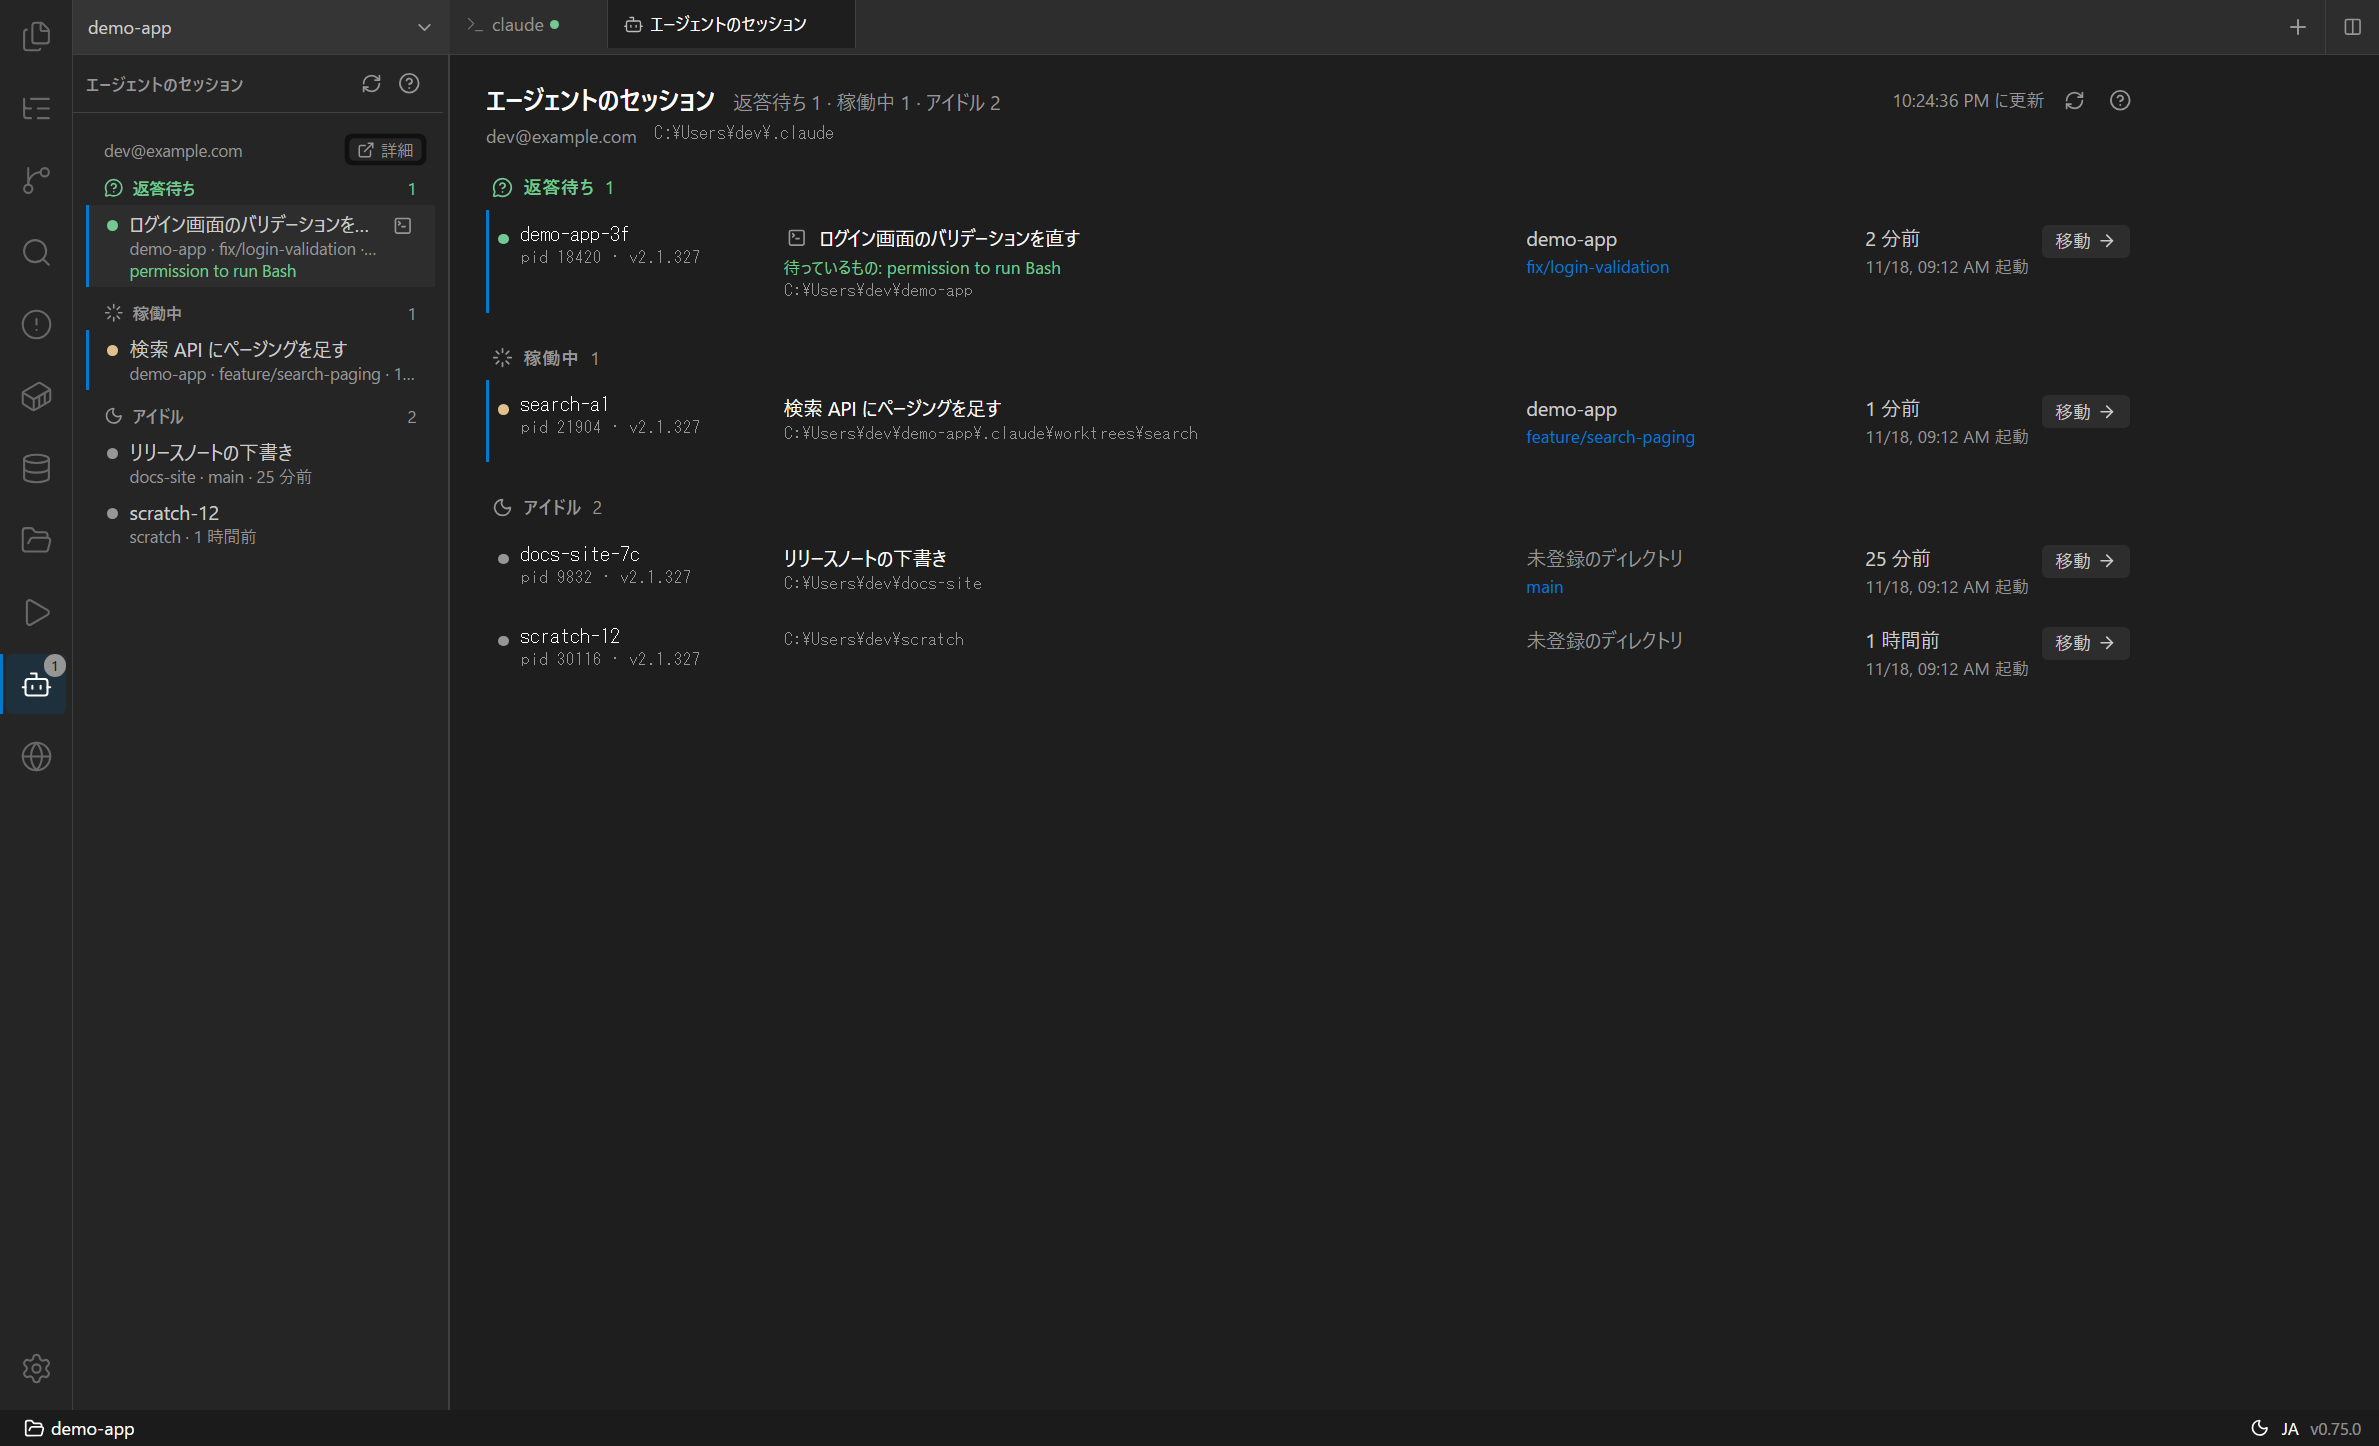 demo-app
claude
エージェントのセッション
エージェントのセッション
dev@example.com
詳細
返答待ち 1
ログイン画面のバリデーションを...
demo-app · fix/login-validation ·...
permission to run Bash
稼働中 1
検索 API にページングを足す
demo-app · feature/search-paging · 1...
アイドル 2
リリースノートの下書き
docs-site · main · 25 分前
scratch-12
scratch · 1 時間前
1
エージェントのセッション 返答待ち 1 · 稼働中 1 · アイドル 2
10:24:36 PM に更新
dev@example.com C:¥Users¥dev¥.claude
返答待ち 1
demo-app-3f
pid 18420 · v2.1.327
ログイン画面のバリデーションを直す
待っているもの: permission to run Bash
C:¥Users¥dev¥demo-app
demo-app
fix/login-validation
2 分前
11/18, 09:12 AM 起動
移動
稼働中 1
search-a1
pid 21904 · v2.1.327
検索 API にページングを足す
C:¥Users¥dev¥demo-app¥.claude¥worktrees¥search
demo-app
feature/search-paging
1 分前
11/18, 09:12 AM 起動
移動
アイドル 2
docs-site-7c
pid 9832 · v2.1.327
リリースノートの下書き
C:¥Users¥dev¥docs-site
未登録のディレクトリ
main
25 分前
11/18, 09:12 AM 起動
移動
scratch-12
pid 30116 · v2.1.327
C:¥Users¥dev¥scratch
未登録のディレクトリ
1 時間前
11/18, 09:12 AM 起動
移動
demo-app
JA v0.75.0